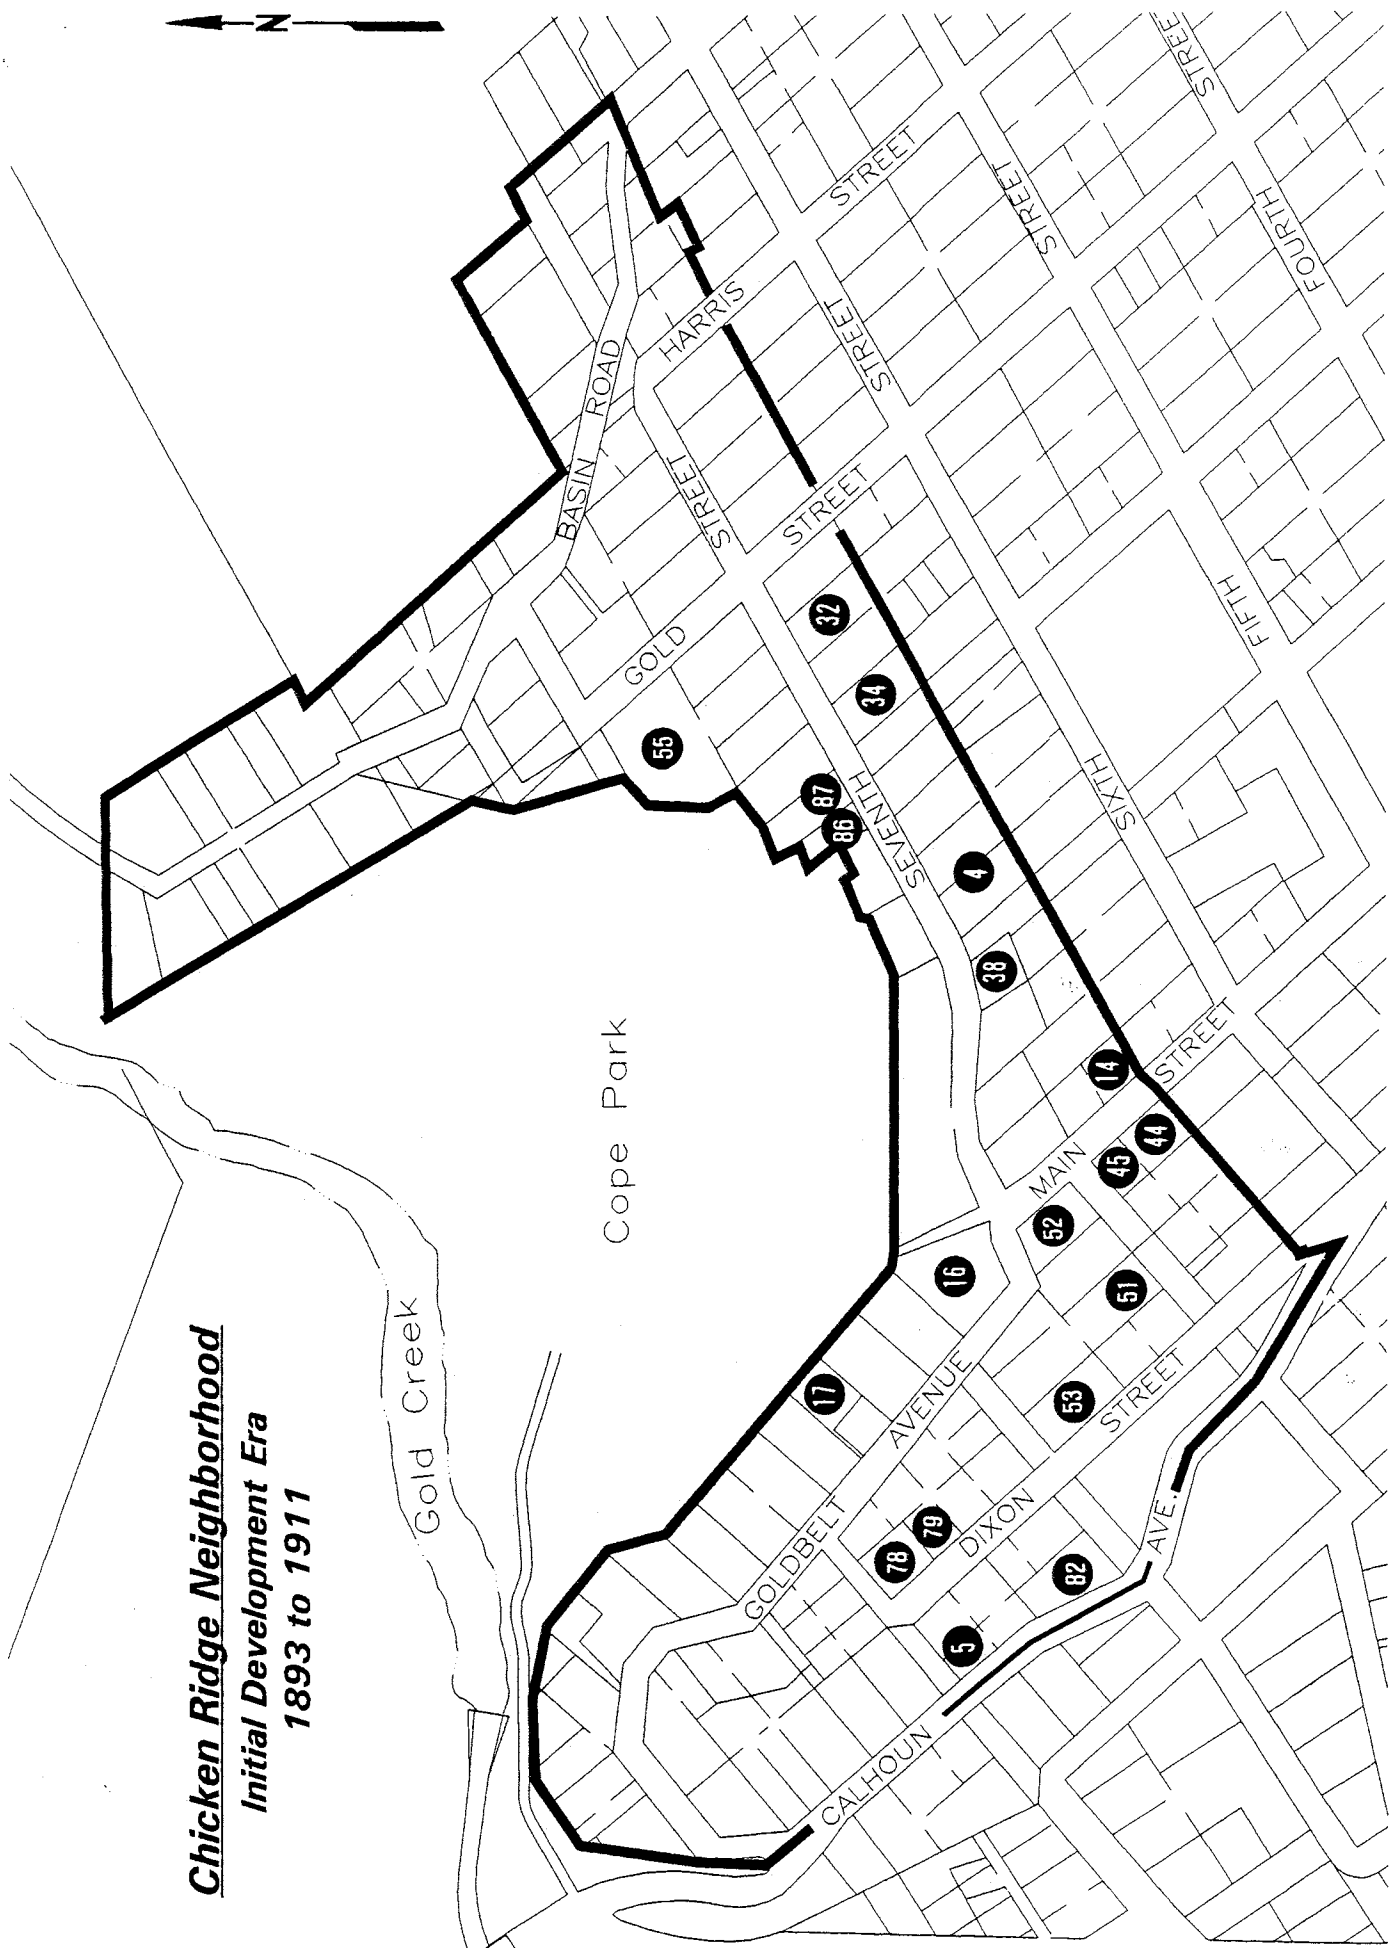 Chicken Ridge Neighborhood
Initial Development Era
1893 to 1911
N
Gold Creek
Cope Park
BASIN ROAD
HARRIS
STREET
STREET
GOLD
STREET
STREET
STREET
STREET
STREET
FOURTH
FIFTH
SIXTH
SEVENTH
MAIN
STREET
GOLDBELT
AVENUE
DIXON
STREET
CALHOUN
AVE.
32
34
55
87
86
4
38
14
44
45
52
16
51
17
53
79
78
82
5